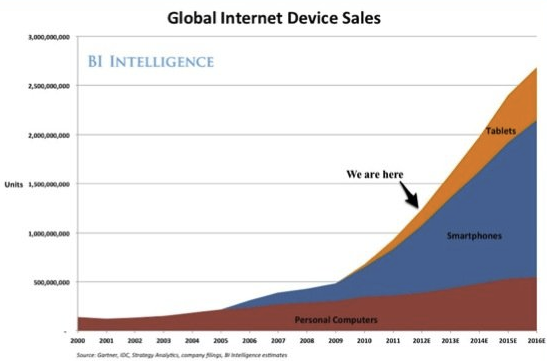 Global Internet Device Sales
3,000,000,000
BI INTELLIGENCE
2,500,000,000
2,000,000,000
Tablets
We are here
Units 1,500,000,000
1,000,000,000
Smartphones
500,000,000
Personal Computers
-
2000 2001 2002 2003 2004 2005 2006 2007 2008 2009 2010 2011 2012E 2013E 2014E 2015E 2016E
Source: Gartner, IDC, Strategy Analytics, company filings, BI Intelligence estimates